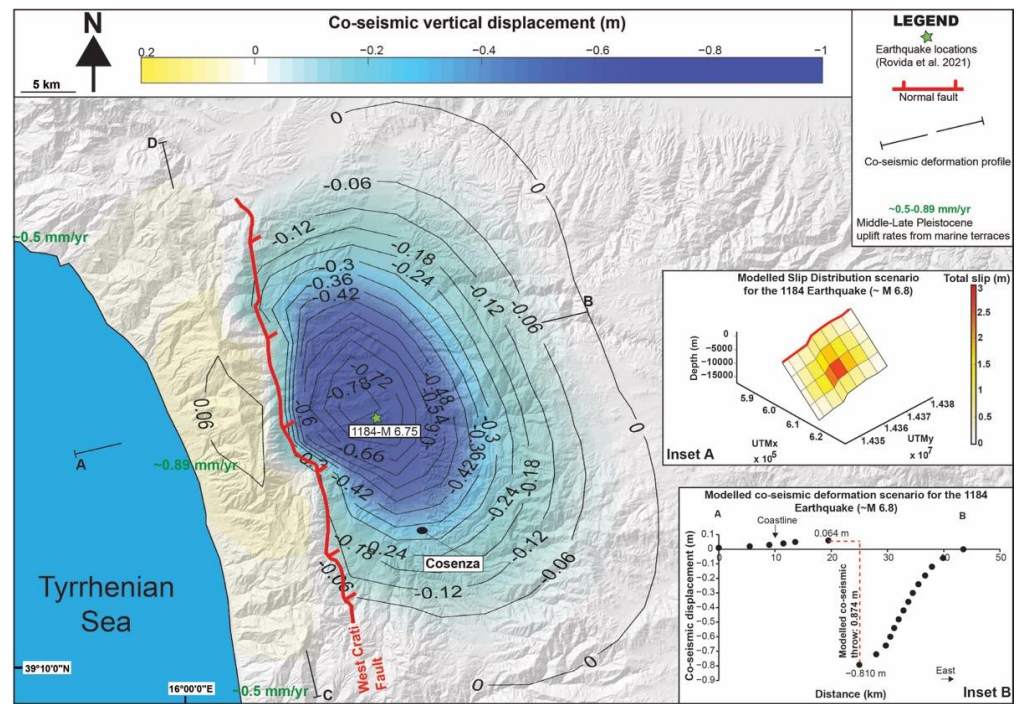 Co-seismic vertical displacement (m)
N
5 km
0.2
0
−0.2
−0.4
−0.6
−0.8
−1
LEGEND
Earthquake locations
(Rovida et al. 2021)
Normal fault
Co-seismic deformation profile
~0.5-0.89 mm/yr
Middle-Late Pleistocene
uplift rates from marine terraces
D
~0.5 mm/yr
0
0
0
-0.06
-0.12
-0.18
-0.24
-0.3
-0.36
-0.42
-0.12
-0.06
B
-0.72
-0.78
-0.48
-0.54
-0.6
-0.3
-0.36
-0.42
-0.66
1184-M 6.75
0.06
A
~0.89 mm/yr
-0.42
-0.18
-0.24
-0.18
-0.24
-0.12
-0.06
-0.06
-0.12
Cosenza
0
0
West Crati
Fault
Tyrrhenian
Sea
39°10'0"N
16°00'0"E
~0.5 mm/yr
C
Modelled Slip Distribution scenario
for the 1184 Earthquake (~ M 6.8)
Total slip (m)
3
2.5
2
1.5
1
0.5
0
Depth (m)
0
−5000
−10000
−15000
5.9
6.0
6.1
6.2
UTMx
x 10⁵
1.438
1.437
1.436
1.435
UTMy
x 10⁷
Inset A
Modelled co-seismic deformation scenario for the 1184
Earthquake (~M 6.8)
A
B
Coastline
0.064 m
Co-seismic displacement (m)
0.1
0
−0.1
−0.2
−0.3
−0.4
−0.5
−0.6
−0.7
−0.8
−0.9
0
10
20
30
40
50
Modelled co-seismic
throw: 0.874 m
−0.810 m
East
Distance (km)
Inset B